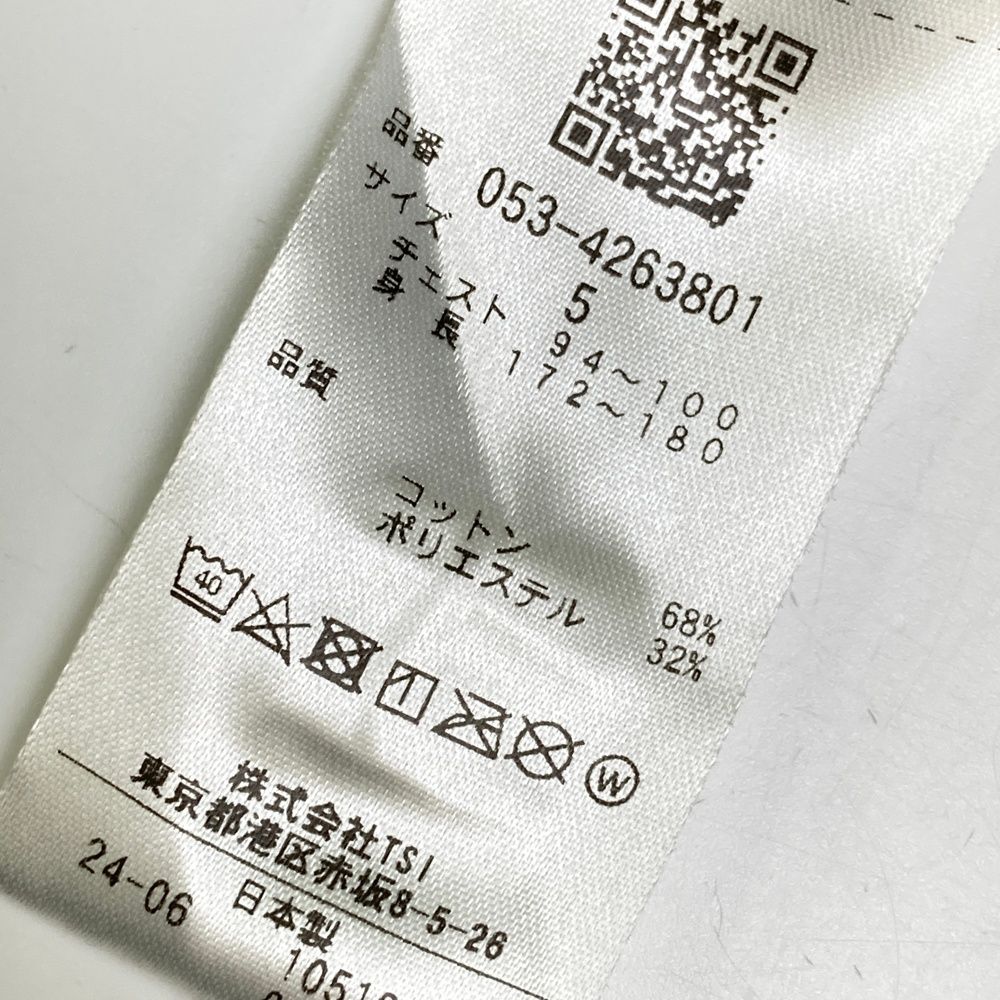 品番 053-4263801
サイズ 5
チェスト 94～100
身長 172～180
品質
コットン 68%
ポリエステル 32%
40
W
株式会社TSI
東京都港区赤坂8-5-26
24-06 日本製